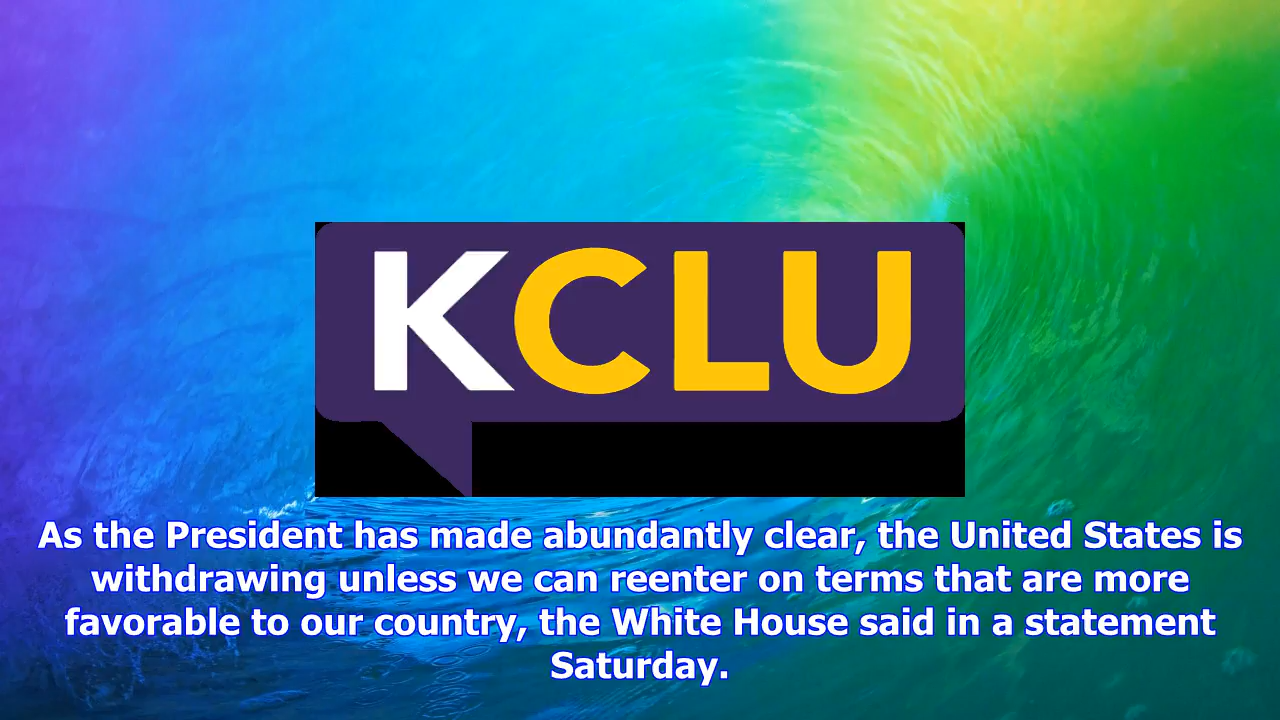 KCLU
As the President has made abundantly clear, the United States is
withdrawing unless we can reenter on terms that are more
favorable to our country, the White House said in a statement
Saturday.